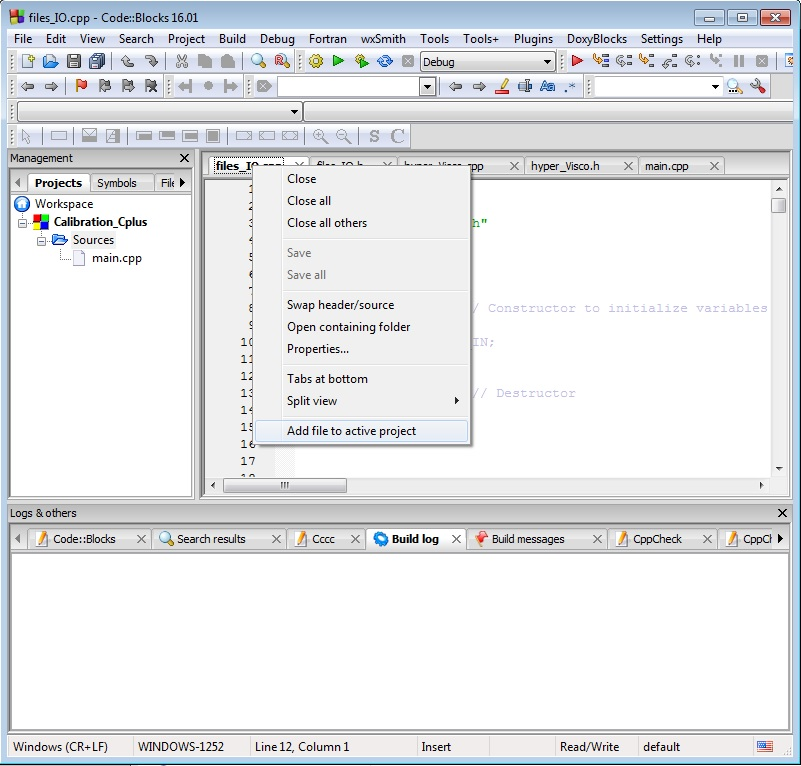 files_IO.cpp - Code::Blocks 16.01
File Edit View Search Project Build Debug Fortran wxSmith Tools Tools+ Plugins DoxyBlocks Settings Help
Debug
Aa .*
S C
Management
files_IO.cpp files_IO.h hyper_Visco.cpp hyper_Visco.h main.cpp
Projects Symbols File
Workspace
Calibration_Cplus
Sources
main.cpp
1
2
3 h"
4
5
6
7
8 // Constructor to initialize variables
9
10 IN;
11
12
13 // Destructor
14
15
16
17
18
Close
Close all
Close all others
Save
Save all
Swap header/source
Open containing folder
Properties...
Tabs at bottom
Split view
Add file to active project
Logs & others
Code::Blocks Search results Cccc Build log Build messages CppCheck CppCh
Windows (CR+LF) WINDOWS-1252 Line 12, Column 1 Insert Read/Write default